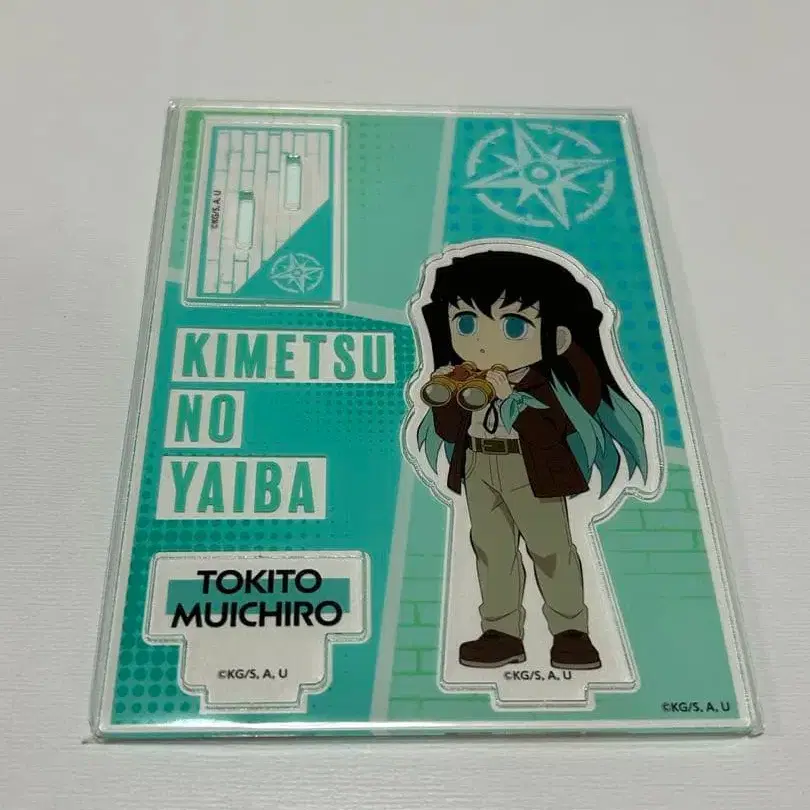 ©KG/S, A, U
KIMETSU
NO
YAIBA
TOKITO
MUICHIRO
©KG/S, A, U
©KG/S, A, U
©KG/S, A, U